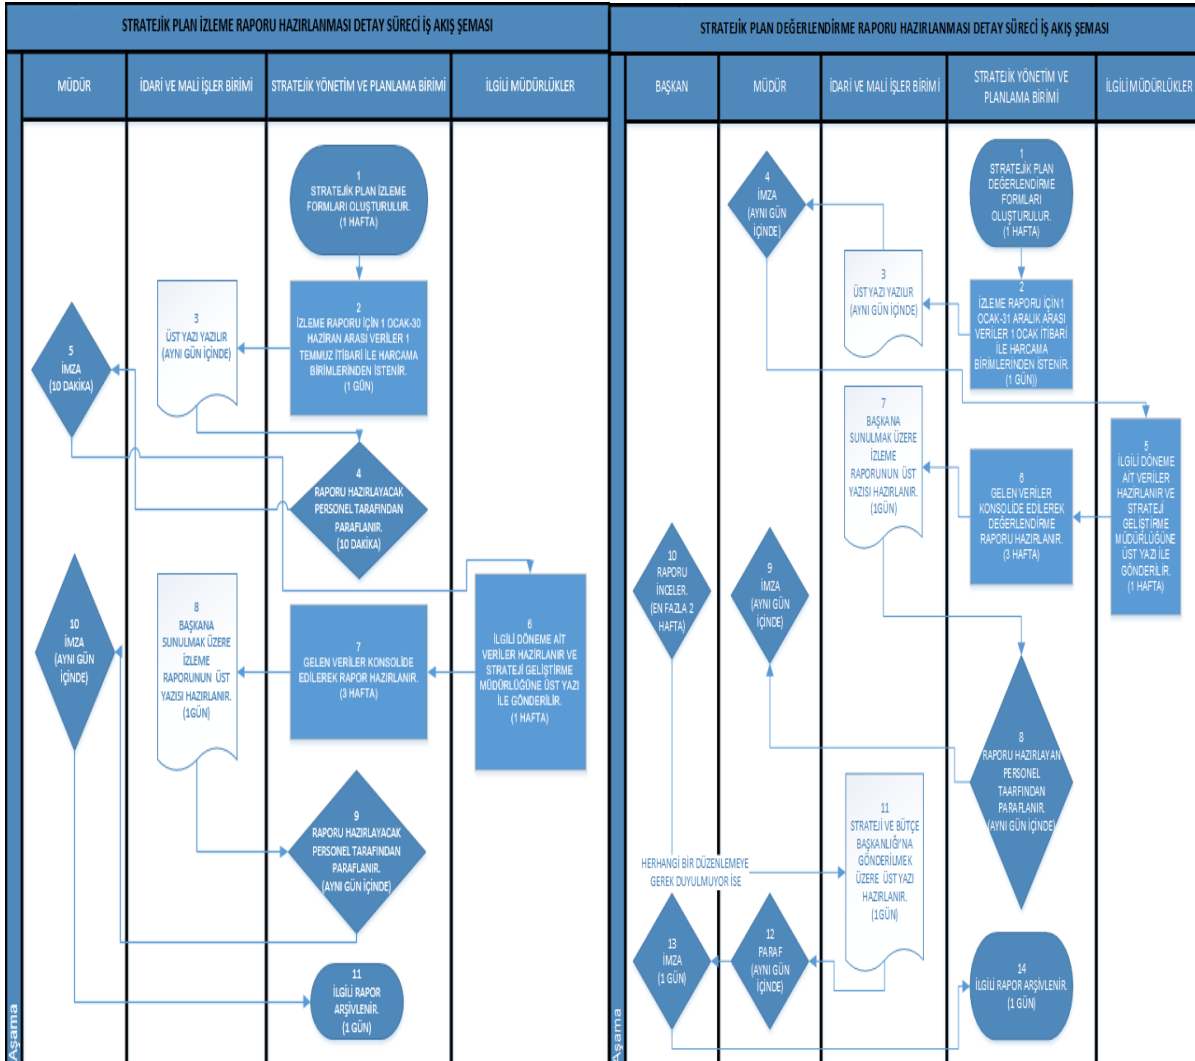 STRATEJİK PLAN İZLEME RAPORU HAZIRLANMASI DETAY SÜRECİ İŞ AKIŞ ŞEMASI
MÜDÜR
İDARİ VE MALİ İŞLER BİRİMİ
STRATEJİK YÖNETİM VE PLANLAMA BİRİMİ
İLGİLİ MÜDÜRLÜKLER
1
STRATEJİK PLAN İZLEME
FORMLARI OLUŞTURULUR.
(1 HAFTA)
2
İZLEME RAPORU İÇİN 1 OCAK-30
HAZİRAN ARASI VERİLER 1
TEMMUZ İTİBARİ İLE HARCAMA
BİRİMLERİNDEN İSTENİR.
(1 GÜN)
3
ÜST YAZI YAZILIR
(AYNI GÜN İÇİNDE)
4
RAPORU HAZIRLAYACAK
PERSONEL TARAFINDAN
PARAFLANIR.
(10 DAKİKA)
5
İMZA
(10 DAKİKA)
6
İLGİLİ DÖNEME AİT
VERİLER HAZIRLANIR VE
STRATEJİ GELİŞTİRME
MÜDÜRLÜĞÜNE ÜST YAZI
İLE GÖNDERİLİR.
(1 HAFTA)
7
GELEN VERİLER KONSOLİDE
EDİLEREK RAPOR HAZIRLANIR.
(3 HAFTA)
8
BAŞKANA
SUNULMAK ÜZERE
İZLEME
RAPORUNUN ÜST
YAZISI HAZIRLANIR.
(1GÜN)
9
RAPORU HAZIRLAYACAK
PERSONEL TARAFINDAN
PARAFLANIR.
(AYNI GÜN İÇİNDE)
10
İMZA
(AYNI GÜN
İÇİNDE)
11
İLGİLİ RAPOR
ARŞİVLENİR.
(1 GÜN)
Aşama
STRATEJİK PLAN DEĞERLENDİRME RAPORU HAZIRLANMASI DETAY SÜRECİ İŞ AKIŞ ŞEMASI
BAŞKAN
MÜDÜR
İDARİ VE MALİ İŞLER BİRİMİ
STRATEJİK YÖNETİM VE
PLANLAMA BİRİMİ
İLGİLİ MÜDÜRLÜKLER
1
STRATEJİK PLAN
DEĞERLENDİRME
FORMLARI
OLUŞTURULUR.
(1 HAFTA)
2
İZLEME RAPORU İÇİN 1
OCAK-31 ARALIK ARASI
VERİLER 1 OCAK İTİBARİ
İLE HARCAMA
BİRİMLERİNDEN İSTENİR.
(1 GÜN))
3
ÜST YAZI YAZILIR
(AYNI GÜN İÇİNDE)
4
İMZA
(AYNI GÜN
İÇİNDE)
5
İLGİLİ DÖNEME
AİT VERİLER
HAZIRLANIR VE
STRATEJİ
GELİŞTİRME
MÜDÜRLÜĞÜNE
ÜST YAZI İLE
GÖNDERİLİR.
(1 HAFTA)
6
GELEN VERİLER
KONSOLİDE EDİLEREK
DEĞERLENDİRME
RAPORU HAZIRLANIR.
(3 HAFTA)
7
BAŞKANA
SUNULMAK ÜZERE
İZLEME
RAPORUNUN ÜST
YAZISI HAZIRLANIR.
(1GÜN)
8
RAPORU HAZIRLAYAN
PERSONEL
TAARFINDAN
PARAFLANIR.
(AYNI GÜN İÇİNDE)
9
İMZA
(AYNI GÜN
İÇİNDE)
10
RAPORU
İNCELER.
(EN FAZLA 2
HAFTA)
HERHANGİ BİR DÜZENLEMEYE
GEREK DUYULMUYOR İSE
11
STRATEJİ VE BÜTÇE
BAŞKANLIĞI'NA
GÖNDERİLMEK
ÜZERE ÜST YAZI
HAZIRLANIR.
(1GÜN)
12
PARAF
(AYNI GÜN
İÇİNDE)
13
İMZA
(1 GÜN)
14
İLGİLİ RAPOR ARŞİVLENİR.
(1 GÜN)
Aşama